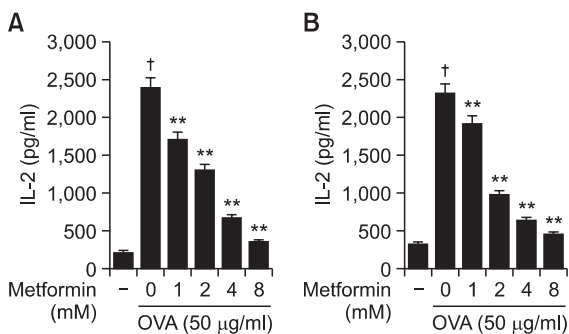 A
IL-2 (pg/ml)
3,000
2,500
2,000
1,500
1,000
500
0
†
**
**
**
**
Metformin (mM)
– 0 1 2 4 8
OVA (50 μg/ml)
B
IL-2 (pg/ml)
3,000
2,500
2,000
1,500
1,000
500
0
†
**
**
**
**
Metformin (mM)
– 0 1 2 4 8
OVA (50 μg/ml)